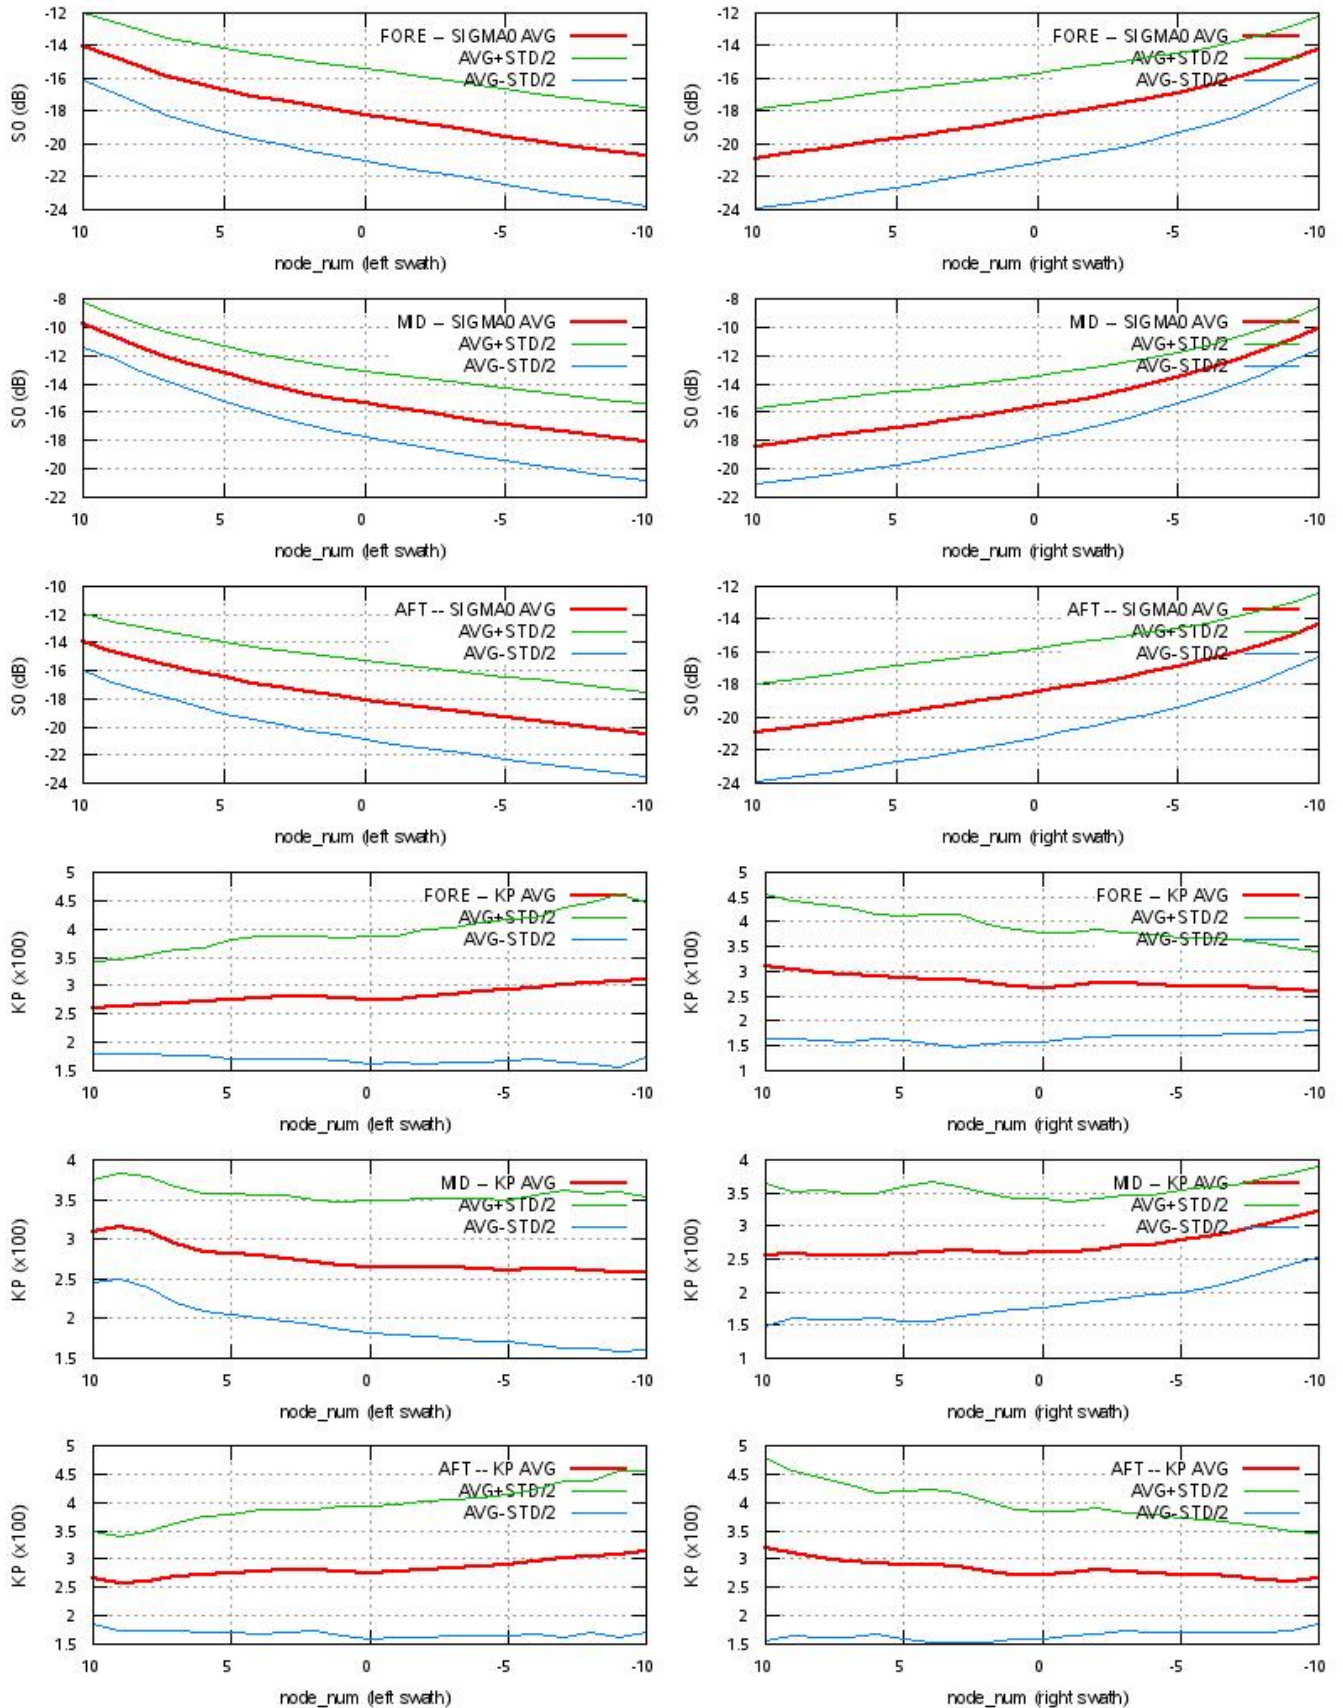 -12
-14
-16
-18
-20
-22
-24
S0 (dB)
FORE -- SIGMA0 AVG
AVG+STD/2
AVG-STD/2
10 5 0 -5 -10
node_num (left swath)
-12
-14
-16
-18
-20
-22
-24
S0 (dB)
FORE -- SIGMA0 AVG
AVG+STD/2
AVG-STD/2
10 5 0 -5 -10
node_num (right swath)
-8
-10
-12
-14
-16
-18
-20
-22
S0 (dB)
MID -- SIGMA0 AVG
AVG+STD/2
AVG-STD/2
10 5 0 -5 -10
node_num (left swath)
-8
-10
-12
-14
-16
-18
-20
-22
S0 (dB)
MID -- SIGMA0 AVG
AVG+STD/2
AVG-STD/2
10 5 0 -5 -10
node_num (right swath)
-10
-12
-14
-16
-18
-20
-22
-24
S0 (dB)
AFT -- SIGMA0 AVG
AVG+STD/2
AVG-STD/2
10 5 0 -5 -10
node_num (left swath)
-12
-14
-16
-18
-20
-22
-24
S0 (dB)
AFT -- SIGMA0 AVG
AVG+STD/2
AVG-STD/2
10 5 0 -5 -10
node_num (right swath)
5
4.5
4
3.5
3
2.5
2
1.5
KP (x100)
FORE -- KP AVG
AVG+STD/2
AVG-STD/2
10 5 0 -5 -10
node_num (left swath)
5
4.5
4
3.5
3
2.5
2
1.5
1
KP (x100)
FORE -- KP AVG
AVG+STD/2
AVG-STD/2
10 5 0 -5 -10
node_num (right swath)
4
3.5
3
2.5
2
1.5
KP (x100)
MID -- KP AVG
AVG+STD/2
AVG-STD/2
10 5 0 -5 -10
node_num (left swath)
4
3.5
3
2.5
2
1.5
1
KP (x100)
MID -- KP AVG
AVG+STD/2
AVG-STD/2
10 5 0 -5 -10
node_num (right swath)
5
4.5
4
3.5
3
2.5
2
1.5
KP (x100)
AFT -- KP AVG
AVG+STD/2
AVG-STD/2
10 5 0 -5 -10
node_num (left swath)
5
4.5
4
3.5
3
2.5
2
1.5
KP (x100)
AFT -- KP AVG
AVG+STD/2
AVG-STD/2
10 5 0 -5 -10
node_num (right swath)